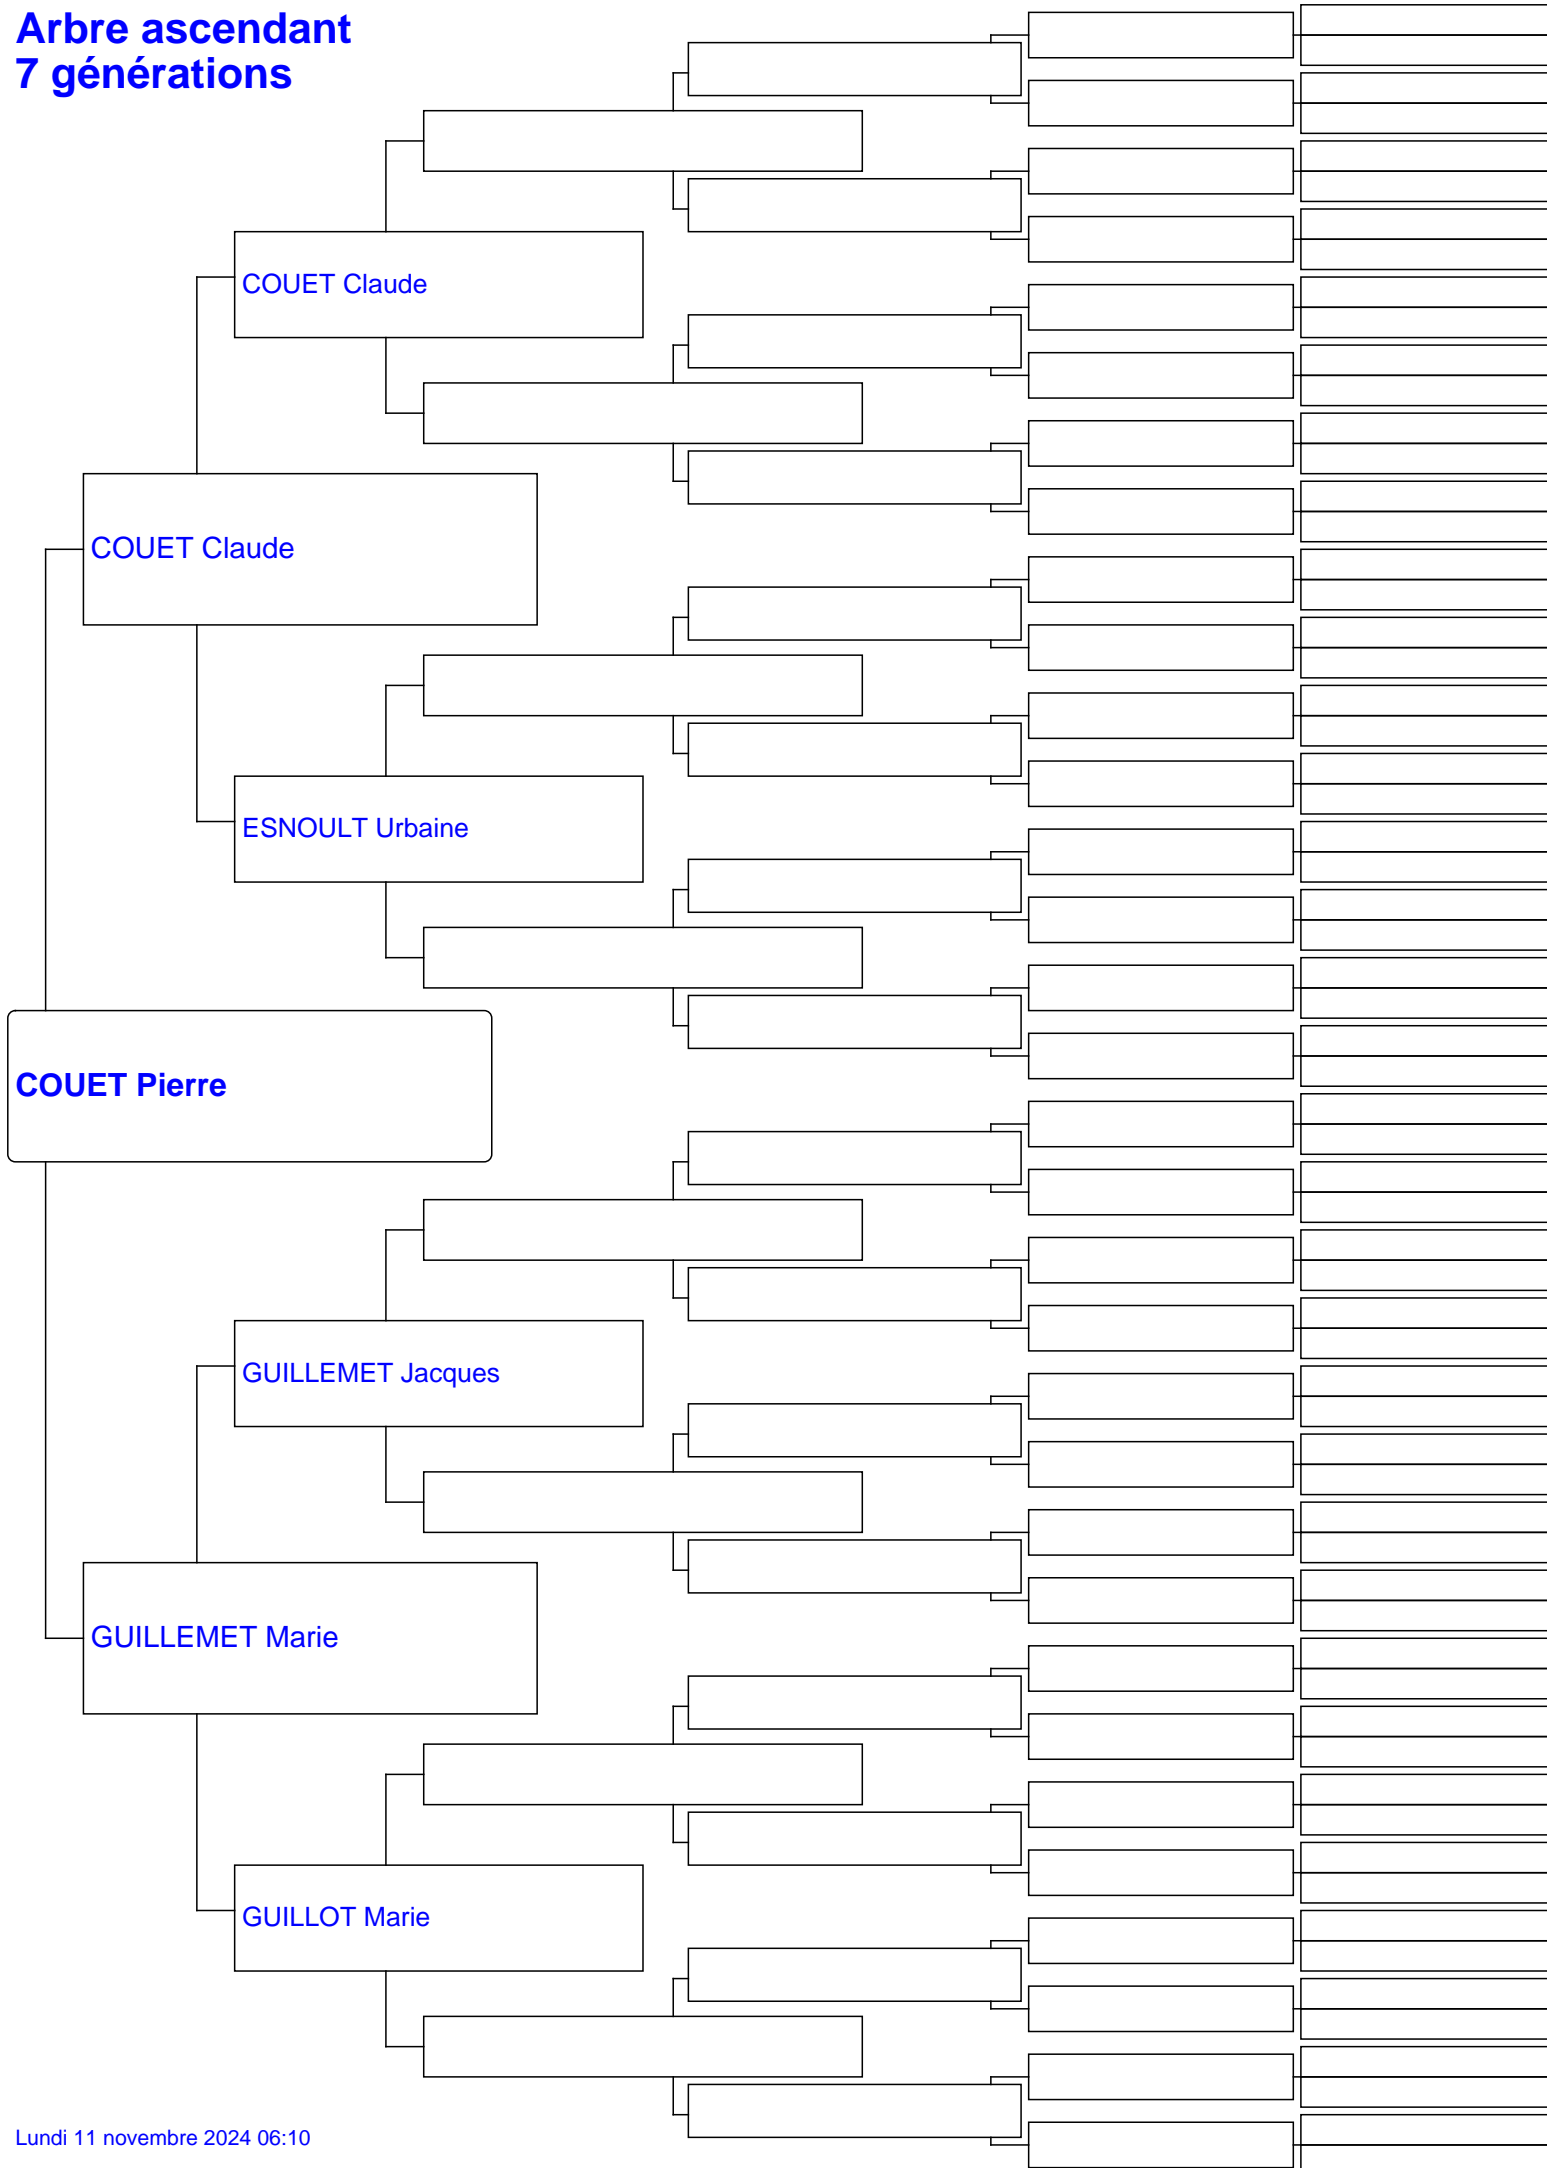 Arbre ascendant
7 générations
COUET Claude
COUET Claude
ESNOULT Urbaine
COUET Pierre
GUILLEMET Jacques
GUILLEMET Marie
GUILLOT Marie
Lundi 11 novembre 2024 06:10